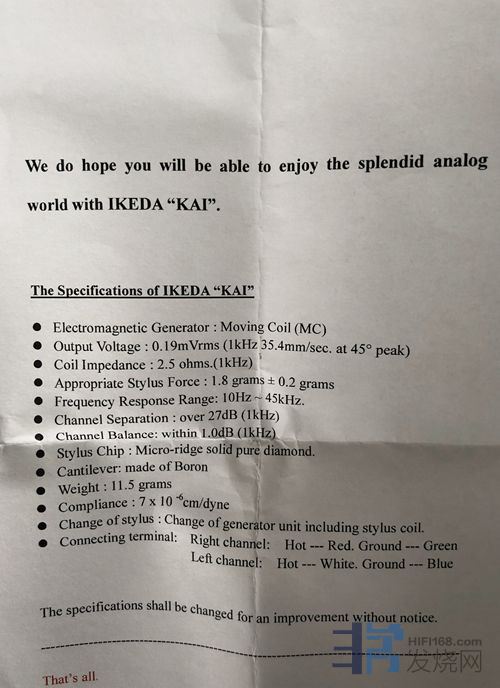 We do hope you will be able to enjoy the splendid analog
world with IKEDA “KAI”.
The Specifications of IKEDA “KAI”
● Electromagnetic Generator : Moving Coil (MC)
● Output Voltage : 0.19mVrms (1kHz 35.4mm/sec. at 45° peak)
● Coil Impedance : 2.5 ohms.(1kHz)
● Appropriate Stylus Force : 1.8 grams ± 0.2 grams
● Frequency Response Range: 10Hz ~ 45kHz.
● Channel Separation : over 27dB (1kHz)
● Channel Balance: within 1.0dB (1kHz)
● Stylus Chip : Micro-ridge solid pure diamond.
● Cantilever: made of Boron
● Weight : 11.5 grams
● Compliance : 7 x 10 ⁻⁶cm/dyne
● Change of stylus : Change of generator unit including stylus coil.
● Connecting terminal: Right channel: Hot --- Red. Ground --- Green
Left channel: Hot --- White. Ground --- Blue
The specifications shall be changed for an improvement without notice.
That’s all.
HIFI168.com
发烧网